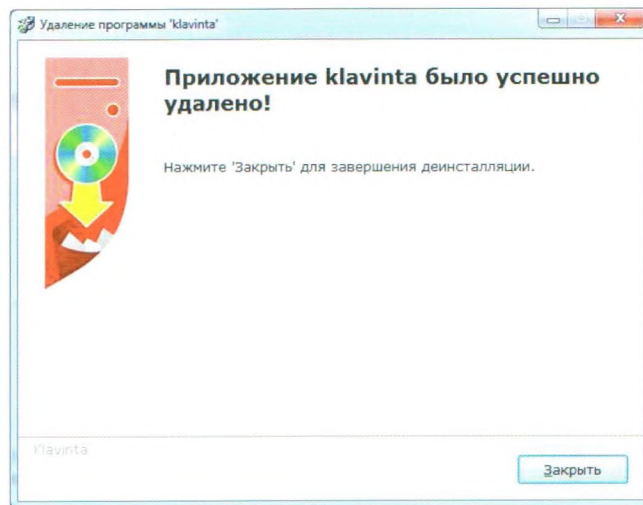 Удаление программы 'klavinta'
Приложение klavinta было успешно
удалено!
Нажмите 'Закрыть' для завершения деинсталляции.
Klavinta
Закрыть